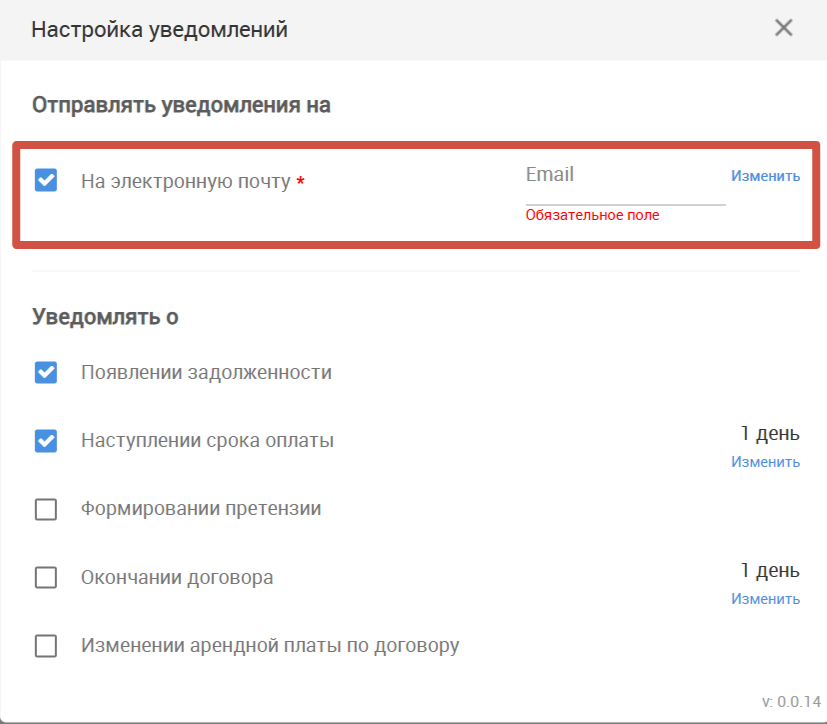 Настройка уведомлений
Отправлять уведомления на
На электронную почту *
Email
Изменить
Обязательное поле
Уведомлять о
Появлении задолженности
Наступлении срока оплаты
1 день
Изменить
Формировании претензии
Окончании договора
1 день
Изменить
Изменении арендной платы по договору
v: 0.0.14